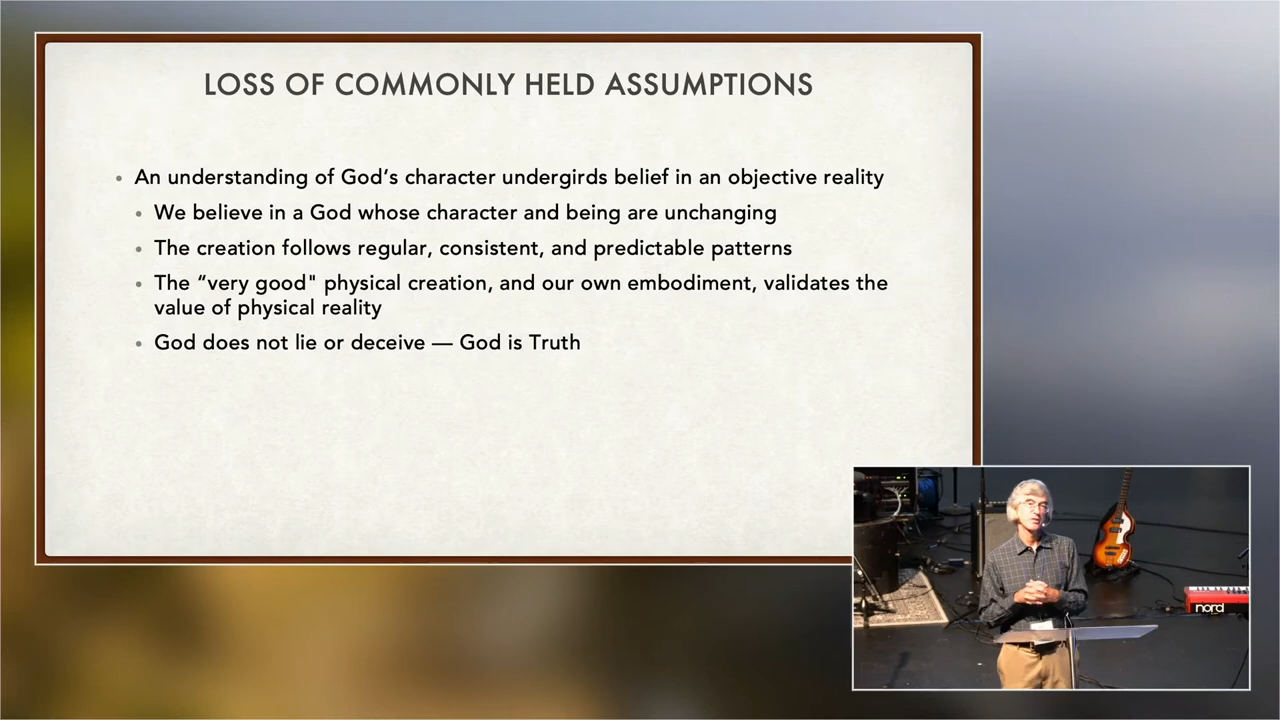 LOSS OF COMMONLY HELD ASSUMPTIONS
• An understanding of God's character undergirds belief in an objective reality
• We believe in a God whose character and being are unchanging
• The creation follows regular, consistent, and predictable patterns
• The “very good" physical creation, and our own embodiment, validates the
value of physical reality
• God does not lie or deceive — God is Truth
nord